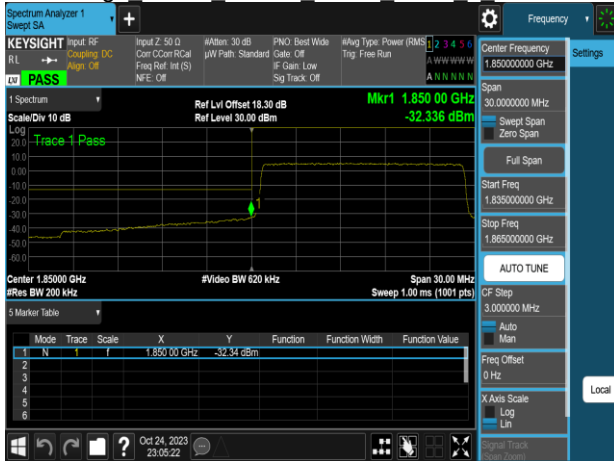 Spectrum Analyzer 1
Swept SA
Frequency
KEYSIGHT
Input: RF
Coupling: DC
Align: Off
Input Z: 50 Ω
Corr CCorr RCal
Freq Ref: Int (S)
NFE: Off
#Atten: 30 dB
µW Path: Standard
PNO: Best Wide
Gate: Off
IF Gain: Low
Sig Track: Off
#Avg Type: Power (RMS
Trig: Free Run
1 2 3 4 5 6
A W W W W W
A N N N N N
R L
LXI
PASS
1 Spectrum
Scale/Div 10 dB
Ref Lvl Offset 18.30 dB
Ref Level 30.00 dBm
Mkr1 1.850 00 GHz
-32.336 dBm
Log
Trace 1 Pass
20.0
10.0
0.00
-10.0
-20.0
-30.0
-40.0
-50.0
-60.0
1
Center 1.85000 GHz
#Res BW 200 kHz
#Video BW 620 kHz
Span 30.00 MHz
Sweep 1.00 ms (1001 pts)
5 Marker Table
Mode Trace Scale X Y Function Function Width Function Value
1 N 1 f 1.850 00 GHz -32.34 dBm
2
3
4
5
6
Oct 24, 2023
23:05:22
Center Frequency
1.850000000 GHz
Settings
Span
30.0000000 MHz
Swept Span
Zero Span
Full Span
Start Freq
1.835000000 GHz
Stop Freq
1.865000000 GHz
AUTO TUNE
CF Step
3.000000 MHz
Auto
Man
Freq Offset
0 Hz
Local
X Axis Scale
Log
Lin
Signal Track
(Span Zoom)